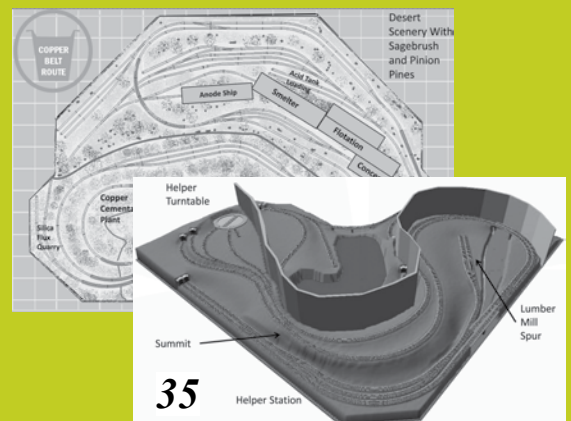 COPPER
BELT
ROUTE
Desert
Scenery With
Sagebrush
and Pinion
Pines
Acid Tank
Loading
Anode Ship
Smelter
Flotation
Conce
Copper
Cementa
Plant
Silica
Flux
Quarry
Helper
Turntable
Lumber
Mill
Spur
Summit
35
Helper Station